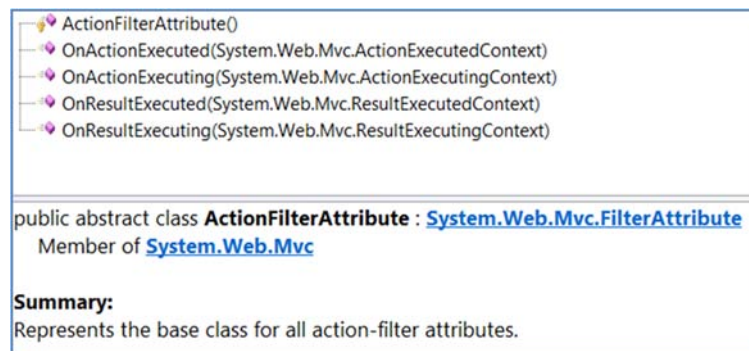 ActionFilterAttribute()
OnActionExecuted(System.Web.Mvc.ActionExecutedContext)
OnActionExecuting(System.Web.Mvc.ActionExecutingContext)
OnResultExecuted(System.Web.Mvc.ResultExecutedContext)
OnResultExecuting(System.Web.Mvc.ResultExecutingContext)
public abstract class ActionFilterAttribute : System.Web.Mvc.FilterAttribute
Member of System.Web.Mvc
Summary:
Represents the base class for all action-filter attributes.